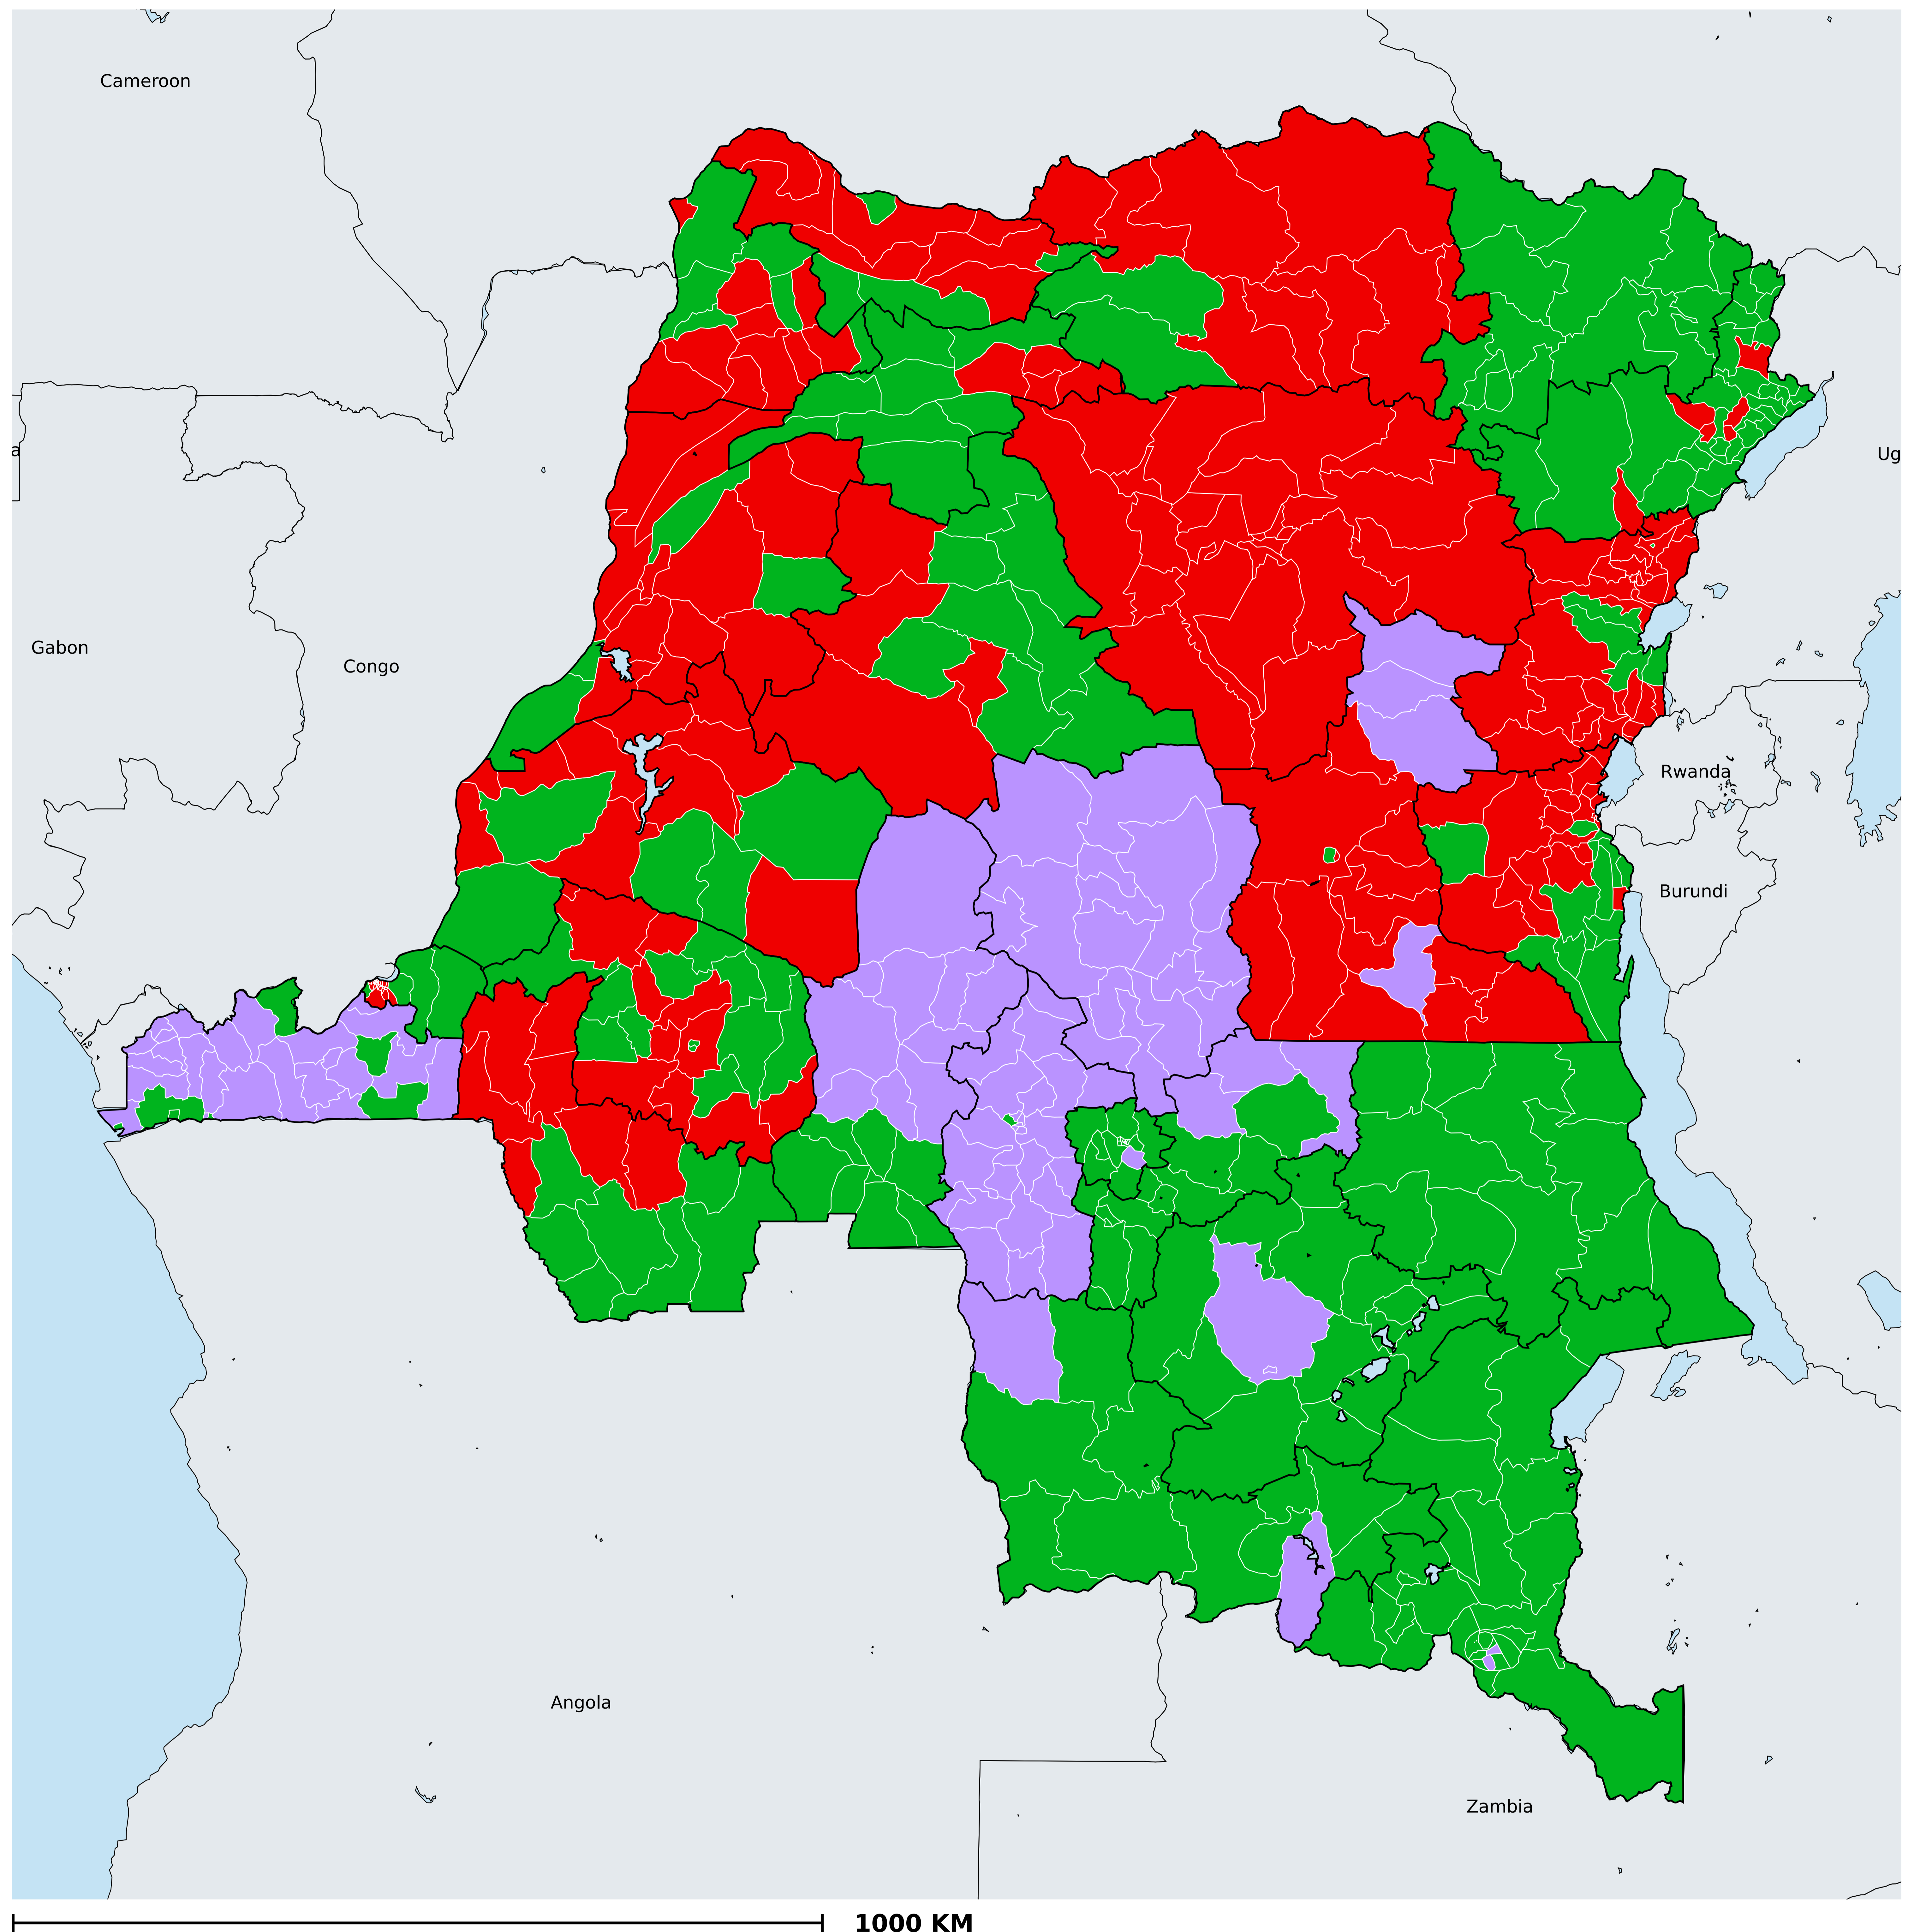 Cameroon
a
Ug
Gabon
Congo
Rwanda
Burundi
Angola
Zambia
1000 KM